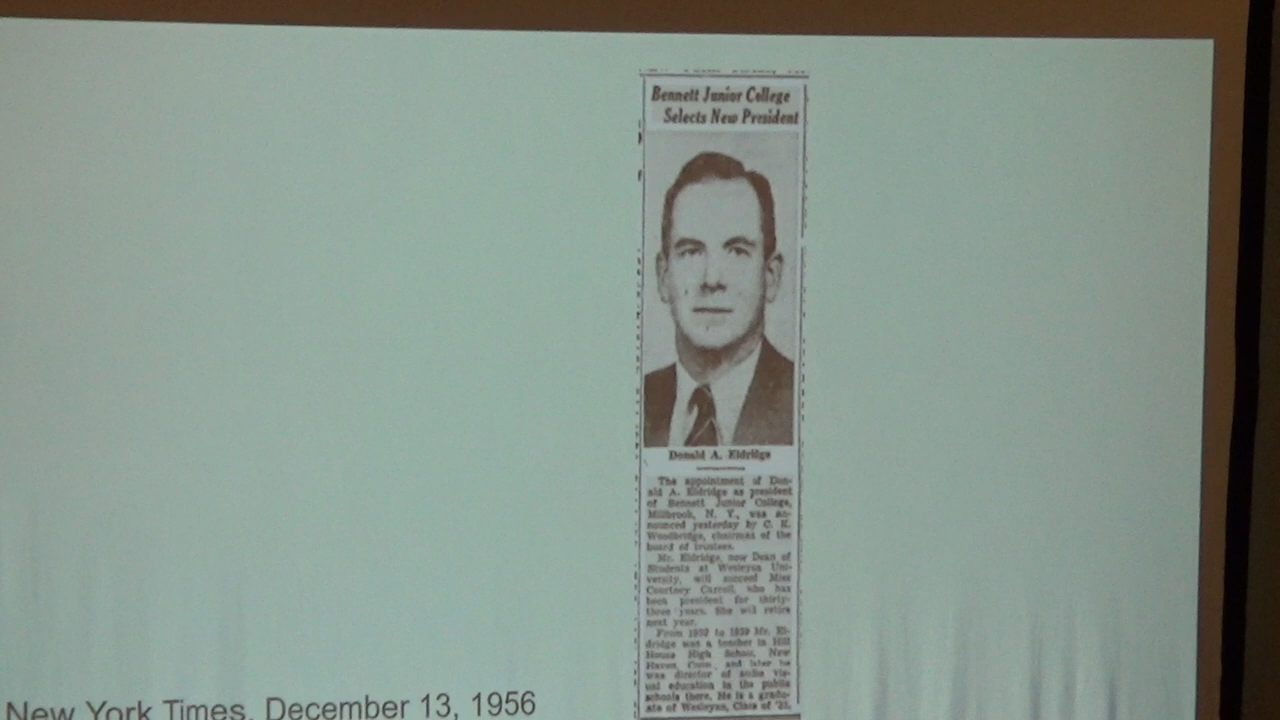 Bennett Junior College
Selects New President
Donald A. Eldridge
The appointment of Don-
ald A. Eldridge as president
of Bennett Junior College,
Millbrook, N. Y., was an-
nounced yesterday by C. K.
Woodbridge, chairman of the
board of trustees.
Mr. Eldridge, now Dean of
Students at Wesleyan Uni-
versity, will succeed Miss
Courtney Carroll, who has
been president for thirty-
three years. She will retire
next year.
From to Mr. El-
dridge was a teacher in Hill
House High School, New
Haven, Conn., and later he
was director of audio vis-
ual education in the public
schools there. He is a gradu-
ate of Wesleyan, Class of
New York Times, December 13, 1956